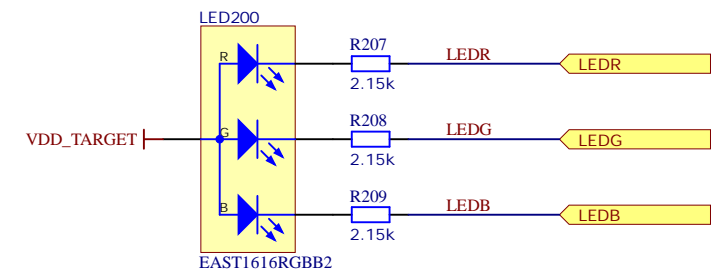 LED200
R
R207
LEDR
LEDR
2.15k
VDD_TARGET
G
R208
LEDG
LEDG
2.15k
B
R209
LEDB
LEDB
2.15k
EAST1616RGBB2